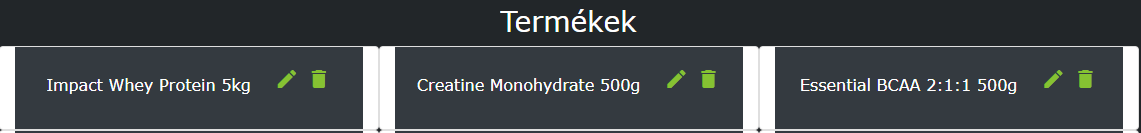 Termékek
Impact Whey Protein 5kg
Creatine Monohydrate 500g
Essential BCAA 2:1:1 500g